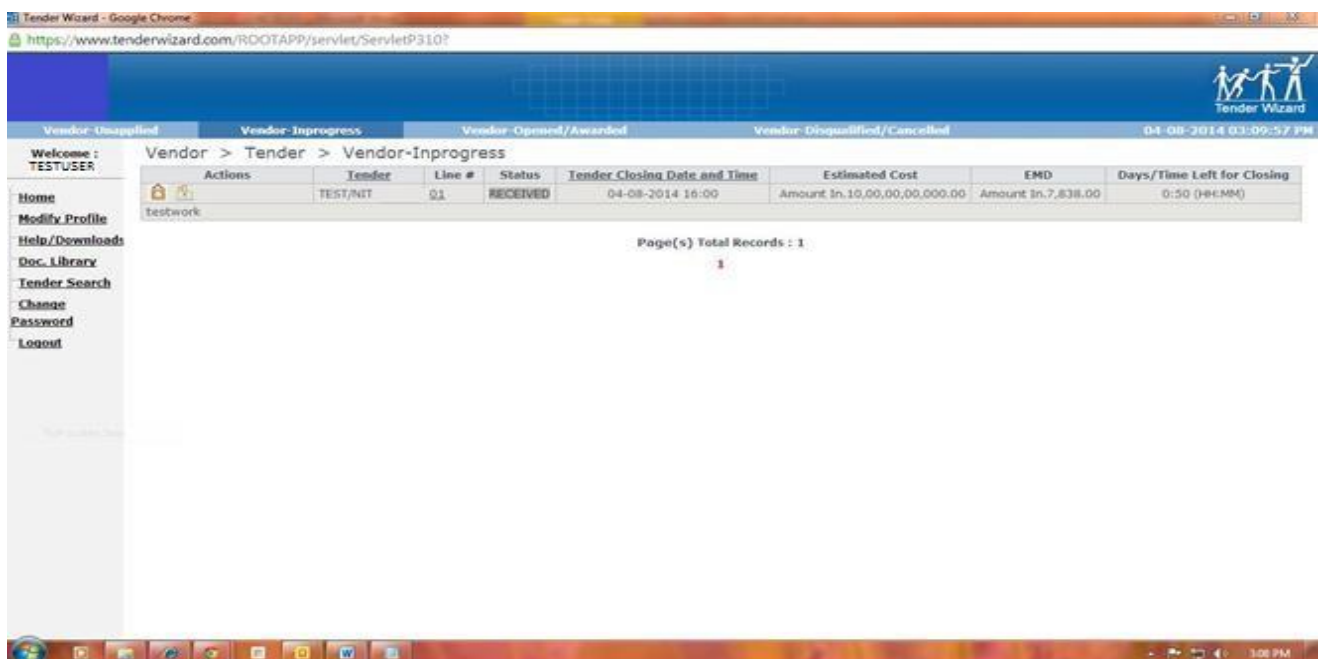 Tender Wizard - Google Chrome
https://www.tenderwizard.com/ROOTAPP/servlet/ServletP310?
Tender Wizard
Vendor-Unapplied Vendor-Inprogress Vendor-Opened/Awarded Vendor-Disqualified/Cancelled 04-08-2014 03:09:57 PM
Welcome :
TESTUSER
Vendor > Tender > Vendor-Inprogress
Actions Tender Line # Status Tender Closing Date and Time Estimated Cost EMD Days/Time Left for Closing
TEST/NIT 01 RECEIVED 04-08-2014 16:00 Amount In.10,00,00,00,000.00 Amount In.7,838.00 0:50 (HH:MM)
testwork
Page(s) Total Records : 1
1
Home
Modify Profile
Help/Downloads
Doc. Library
Tender Search
Change
Password
Logout
W
3:08 PM